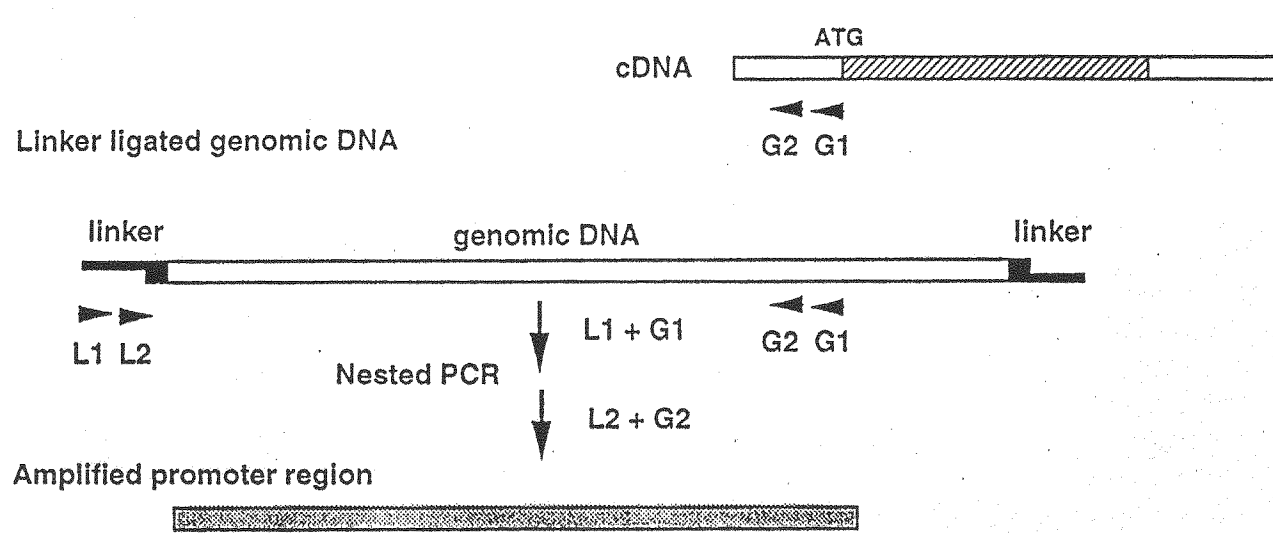 ATG
cDNA
G2 G1
Linker ligated genomic DNA
linker
genomic DNA
linker
L1 L2
L1 + G1
G2 G1
Nested PCR
L2 + G2
Amplified promoter region